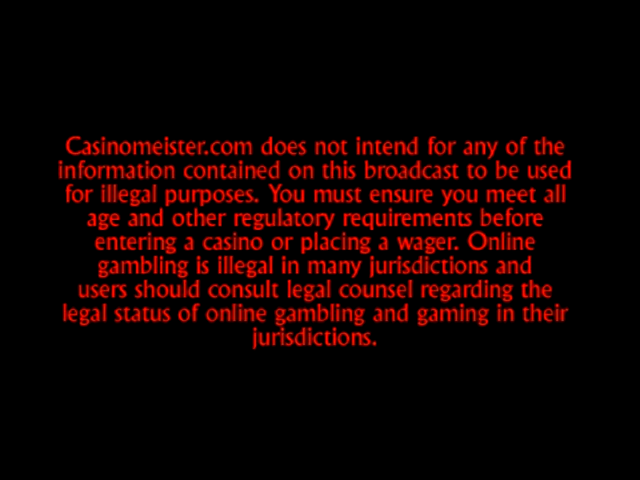 Casinomeister.com does not intend for any of the
information contained on this broadcast to be used
for illegal purposes. You must ensure you meet all
age and other regulatory requirements before
entering a casino or placing a wager. Online
gambling is illegal in many jurisdictions and
users should consult legal counsel regarding the
legal status of online gambling and gaming in their
jurisdictions.